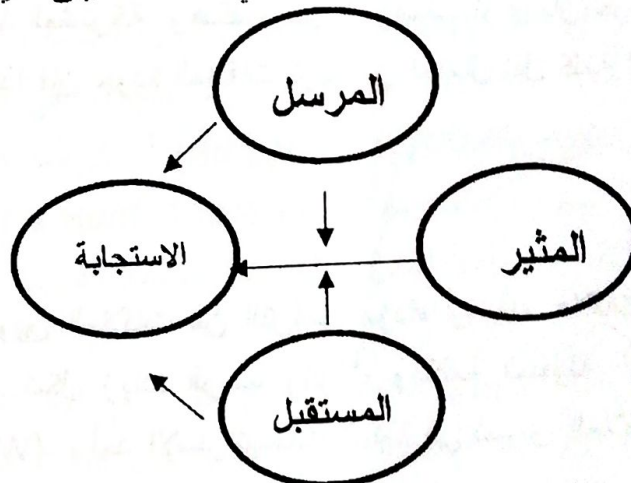 المرسل
المثير
الاستجابة
المستقبل